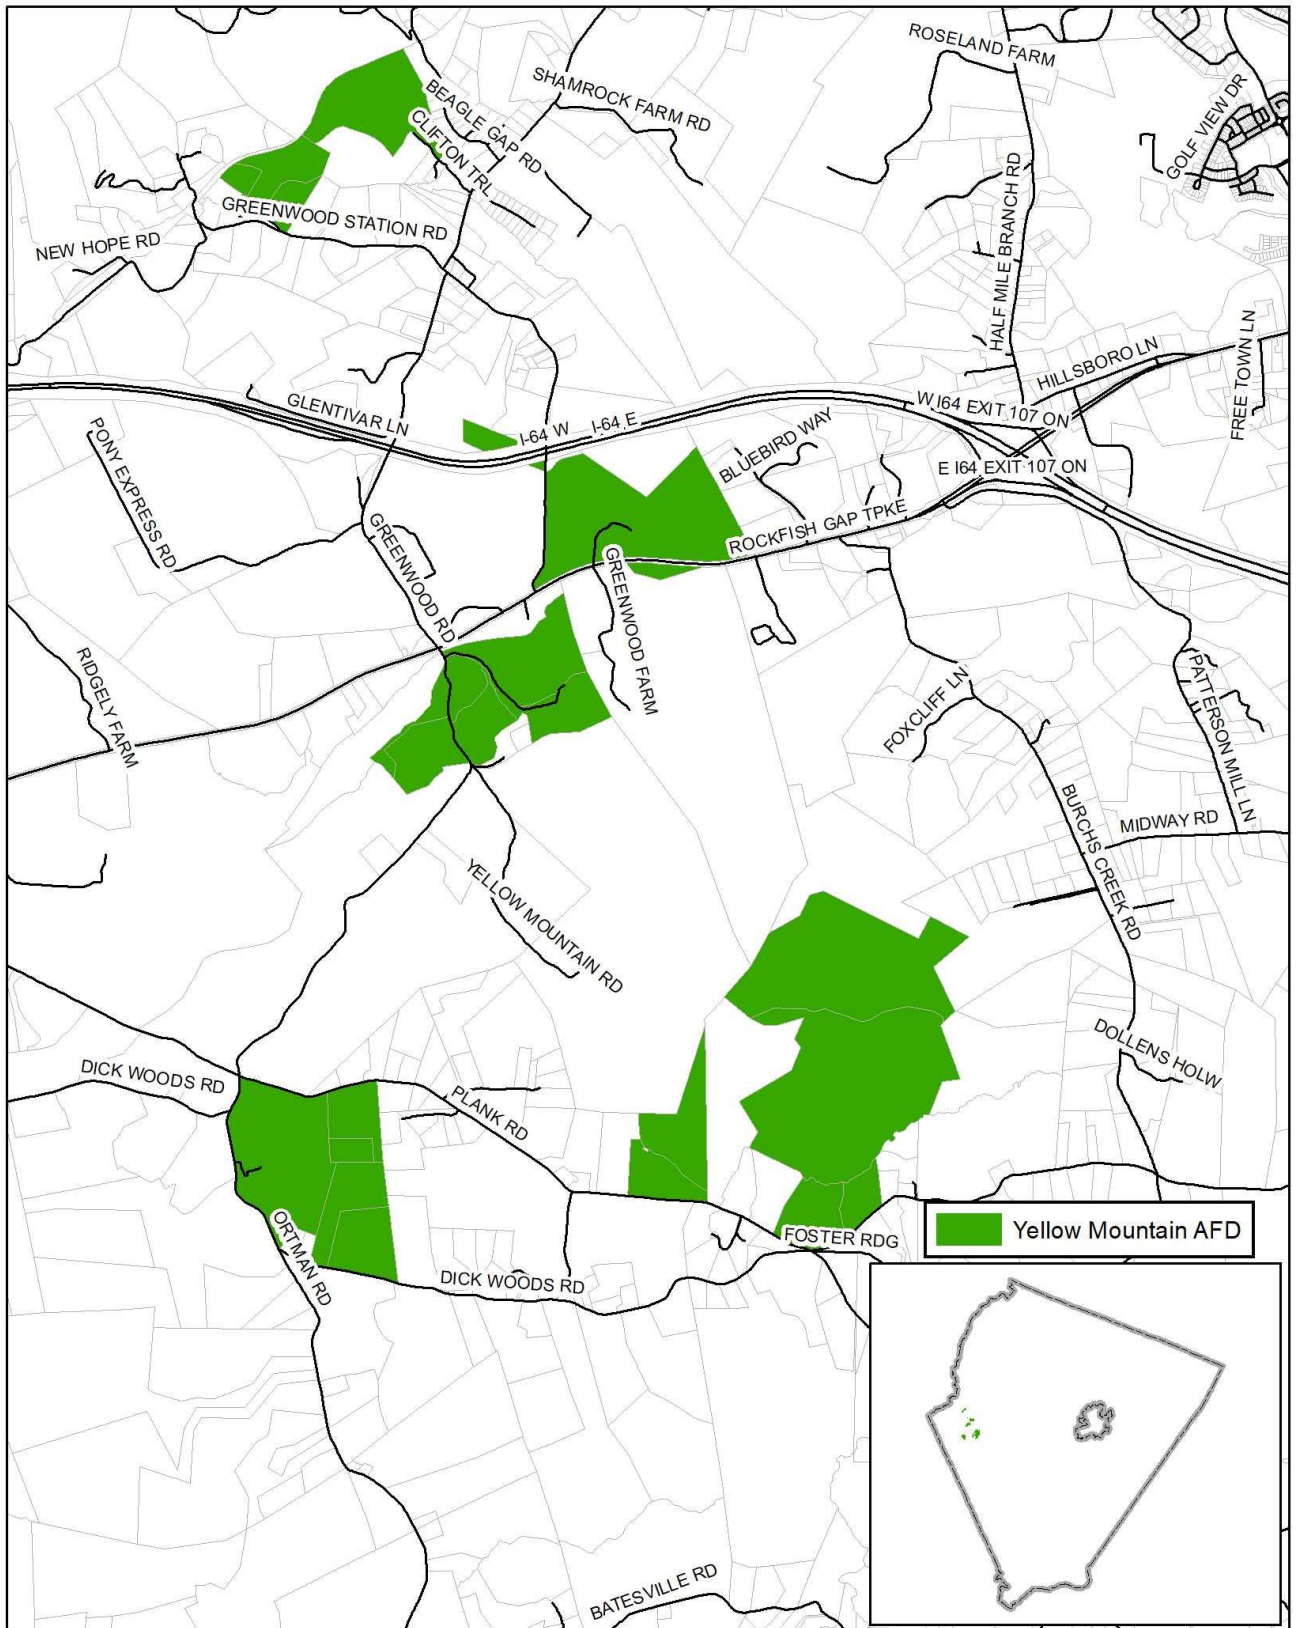 ROSELAND FARM
SHAMROCK FARM RD
BEAGLE GAP RD
CLIFTON TRL
GOLF VIEW DR
HALF MILE BRANCH RD
GREENWOOD STATION RD
NEW HOPE RD
FREE TOWN LN
HILLSBORO LN
GLENTIVAR LN
W I64 EXIT 107 ON
I-64 W
I-64 E
PONY EXPRESS RD
BLUEBIRD WAY
E I64 EXIT 107 ON
ROCKFISH GAP TPKE
GREENWOOD RD
GREENWOOD FARM
RIDGELY FARM
FOXCLIFF LN
PATTERSON MILL LN
BURCHS CREEK RD
MIDWAY RD
YELLOW MOUNTAIN RD
DOLLENS HOLW
DICK WOODS RD
PLANK RD
ORTMAN RD
FOSTER RDG
Yellow Mountain AFD
DICK WOODS RD
BATESVILLE RD